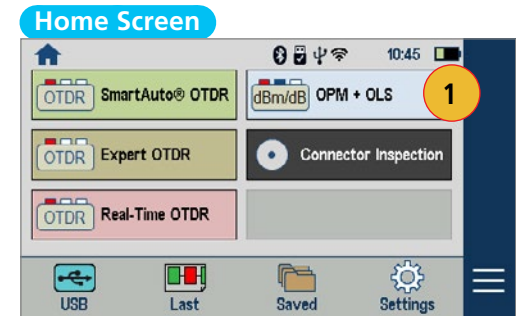 Home Screen
10:45
OTDR SmartAuto® OTDR
dBm/dB OPM + OLS
1
OTDR Expert OTDR
Connector Inspection
OTDR Real-Time OTDR
USB
Last
Saved
Settings